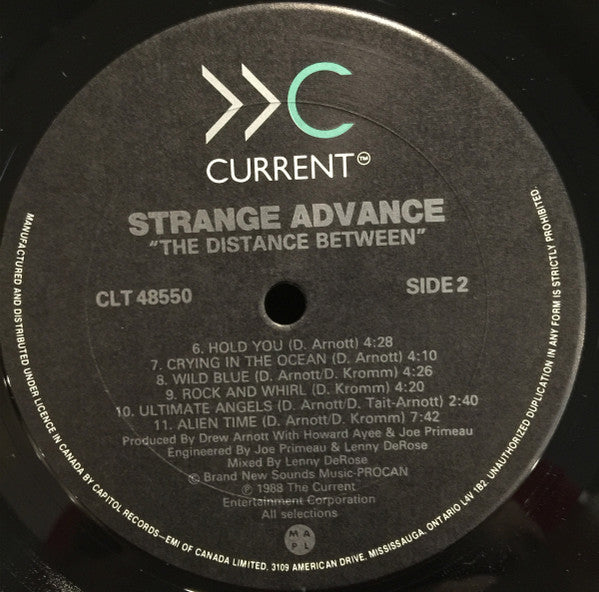 CURRENT™
STRANGE ADVANCE
"THE DISTANCE BETWEEN"
CLT 48550
SIDE 2
6. HOLD YOU (D. Arnott) 4:28
7. CRYING IN THE OCEAN (D. Arnott) 4:10
8. WILD BLUE (D. Arnott/D. Kromm) 4:26
9. ROCK AND WHIRL (D. Kromm) 4:20
10. ULTIMATE ANGELS (D. Arnott/D. Tait-Arnott) 2:40
11. ALIEN TIME (D. Arnott/D. Kromm) 7:42
Produced By Drew Arnott With Howard Ayee & Joe Primeau
Engineered By Joe Primeau & Lenny DeRose
Mixed By Lenny DeRose
© Brand New Sounds Music-PROCAN
℗ 1988 The Current
Entertainment Corporation
All selections
M A
P L
MANUFACTURED AND DISTRIBUTED UNDER LICENCE IN CANADA BY CAPITOL RECORDS—EMI OF CANADA LIMITED. 3109 AMERICAN DRIVE, MISSISSAUGA, ONTARIO L4V 1B2. UNAUTHORIZED DUPLICATION IN ANY FORM IS STRICTLY PROHIBITED.